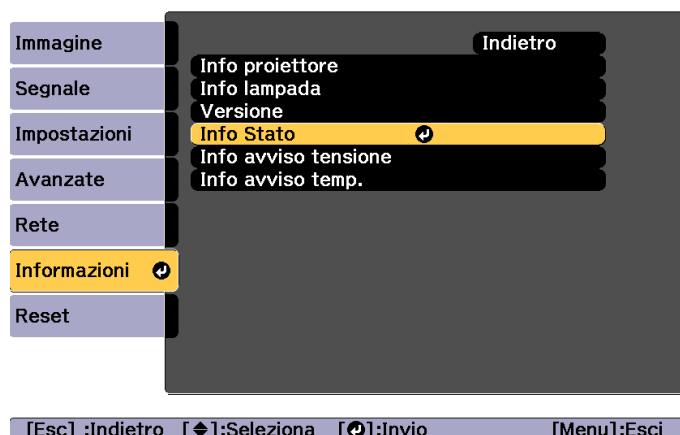 Immagine
Segnale
Impostazioni
Avanzate
Rete
Informazioni
Reset
Indietro
Info proiettore
Info lampada
Versione
Info Stato
Info avviso tensione
Info avviso temp.
[Esc] :Indietro [◆]:Seleziona [↵]:Invio [Menu]:Esci